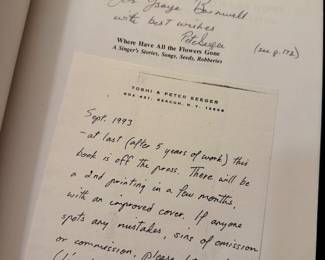 for George Barnwell
with best wishes
Pete Seeger
(see p. 172)
Where Have All the Flowers Gone
A Singer's Stories, Songs, Seeds, Robberies
TOSHI & PETER SEEGER
BOX 431, BEACON, N.Y. 12508
Sept. 1993
- at last (after 5 years of work) this
book is off the press. There will be
a 2nd printing in a few months,
with an improved cover. If anyone
spots any mistakes, sins of omission
or commission, please